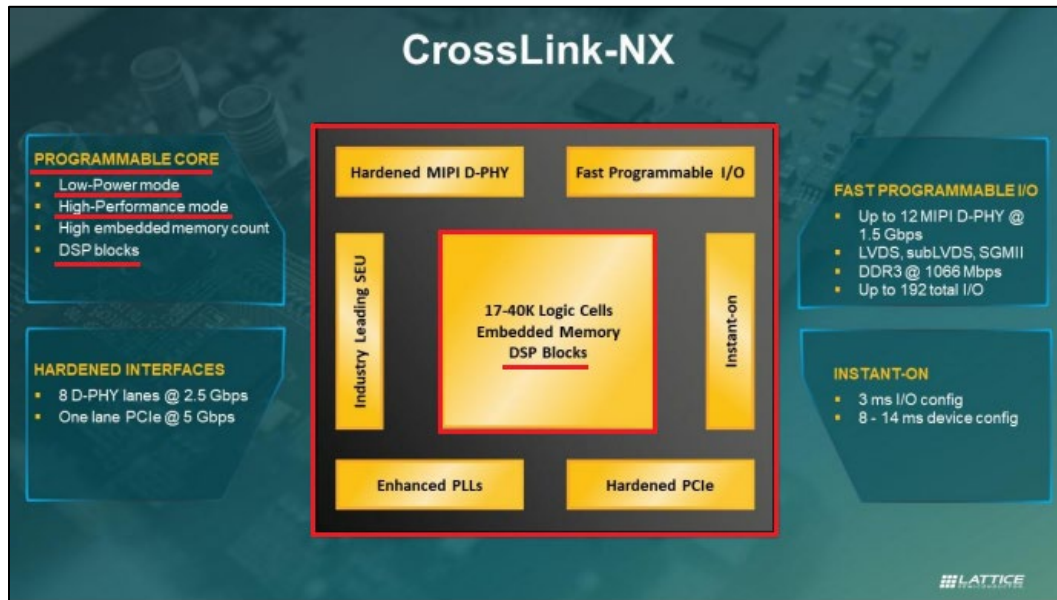 CrossLink-NX
PROGRAMMABLE CORE
Low-Power mode
High-Performance mode
High embedded memory count
DSP blocks
HARDENED INTERFACES
8 D-PHY lanes @ 2.5 Gbps
One lane PCIe @ 5 Gbps
Hardened MIPI D-PHY
Fast Programmable I/O
Industry Leading SEU
17-40K Logic Cells
Embedded Memory
DSP Blocks
Instant-on
Enhanced PLLs
Hardened PCIe
FAST PROGRAMMABLE I/O
Up to 12 MIPI D-PHY @
1.5 Gbps
LVDS, subLVDS, SGMII
DDR3 @ 1066 Mbps
Up to 192 total I/O
INSTANT-ON
3 ms I/O config
8 - 14 ms device config
LATTICE
SEMICONDUCTOR